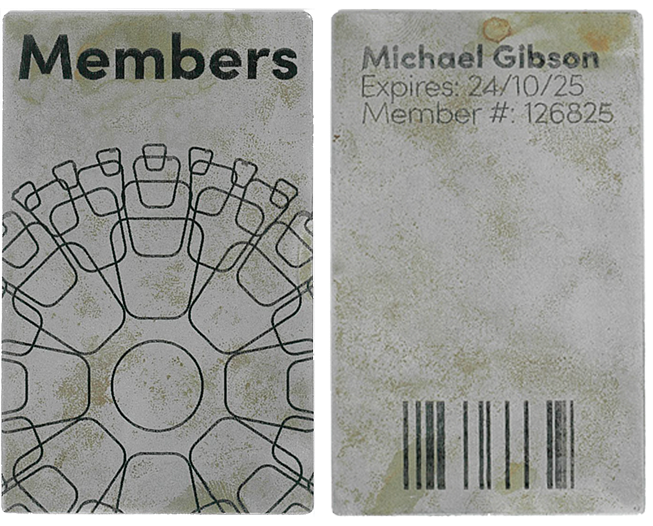 Members
Michael Gibson
Expires: 24/10/25
Member #: 126825